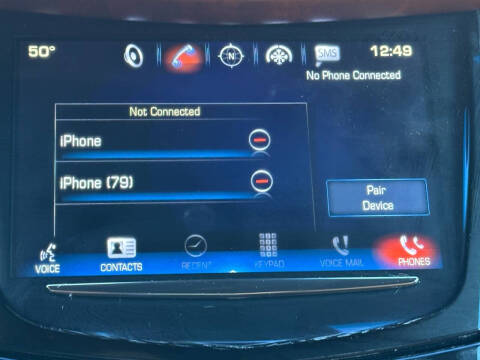 50°
N
SMS
12:49
No Phone Connected
Not Connected
iPhone
iPhone (79)
Pair
Device
VOICE
CONTACTS
RECENT
KEYPAD
VOICE MAIL
PHONES